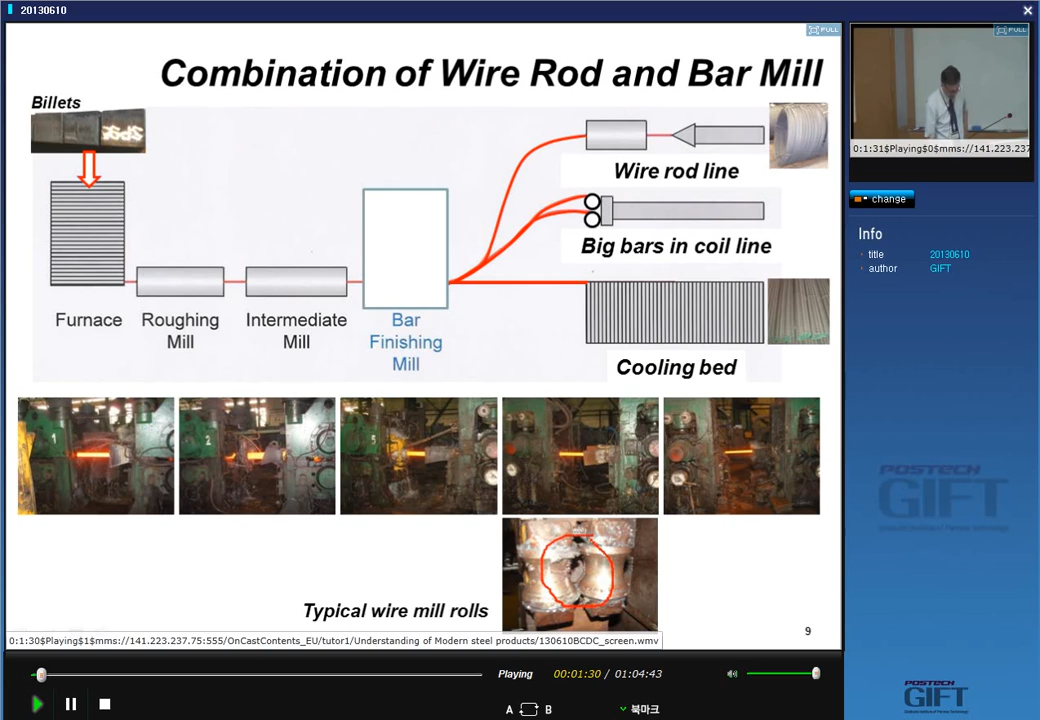 20130610
FULL
Combination of Wire Rod and Bar Mill
Billets
Wire rod line
Big bars in coil line
Furnace
Roughing
Mill
Intermediate
Mill
Bar
Finishing
Mill
Cooling bed
1
2
5
Typical wire mill rolls
9
0:1:30$Playing$1$mms://141.223.237.75:555/OnCastContents_EU/tutor1/Understanding of Modern steel products/130610BCDC_screen.wmv
FULL
0:1:31$Playing$0$mms://141.223.237
change
Info
title 20130610
author GIFT
POSTECH
GIFT
Playing 00:01:30 / 01:04:43
A B 북마크
POSTECH
GIFT